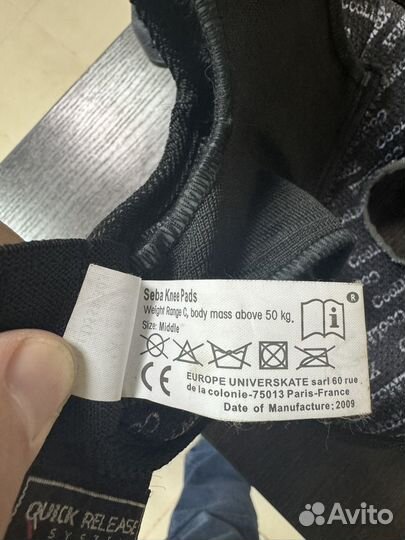 Seba Knee Pads
Weight Range C, body mass above 50 kg.
Size: Middle
i
®
CE
EUROPE UNIVERSKATE sarl 60 rue
de la colonie-75013 Paris-France
Date of Manufacture: 2009
QUICK RELEASE
Avito